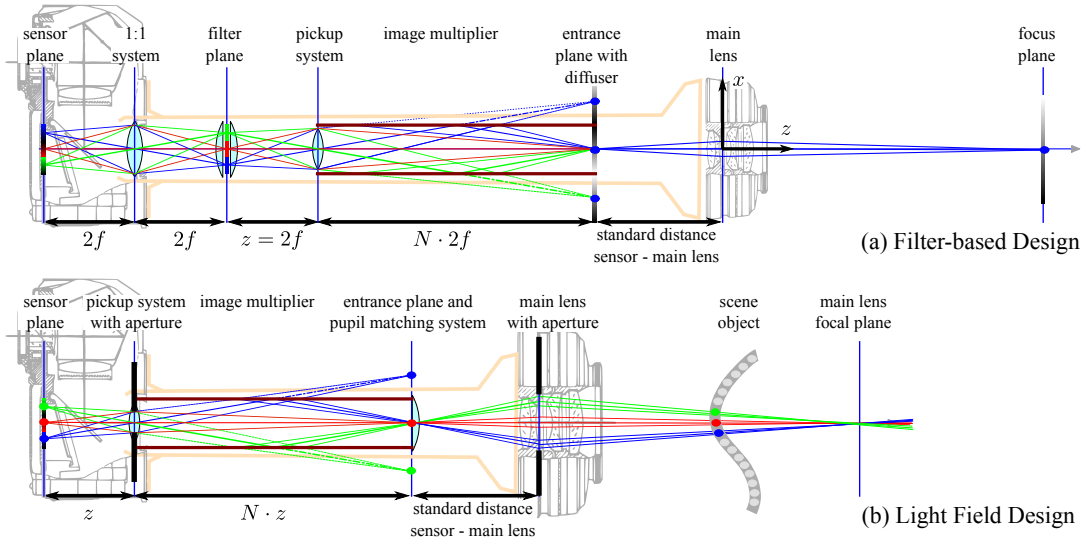 sensor plane
1:1 system
filter plane
pickup system
image multiplier
entrance plane with diffuser
main lens
focus plane
x
z
2f
2f
z = 2f
N · 2f
standard distance sensor - main lens
(a) Filter-based Design
sensor plane
pickup system with aperture
image multiplier
entrance plane and pupil matching system
main lens with aperture
scene object
main lens focal plane
z
N · z
standard distance sensor - main lens
(b) Light Field Design